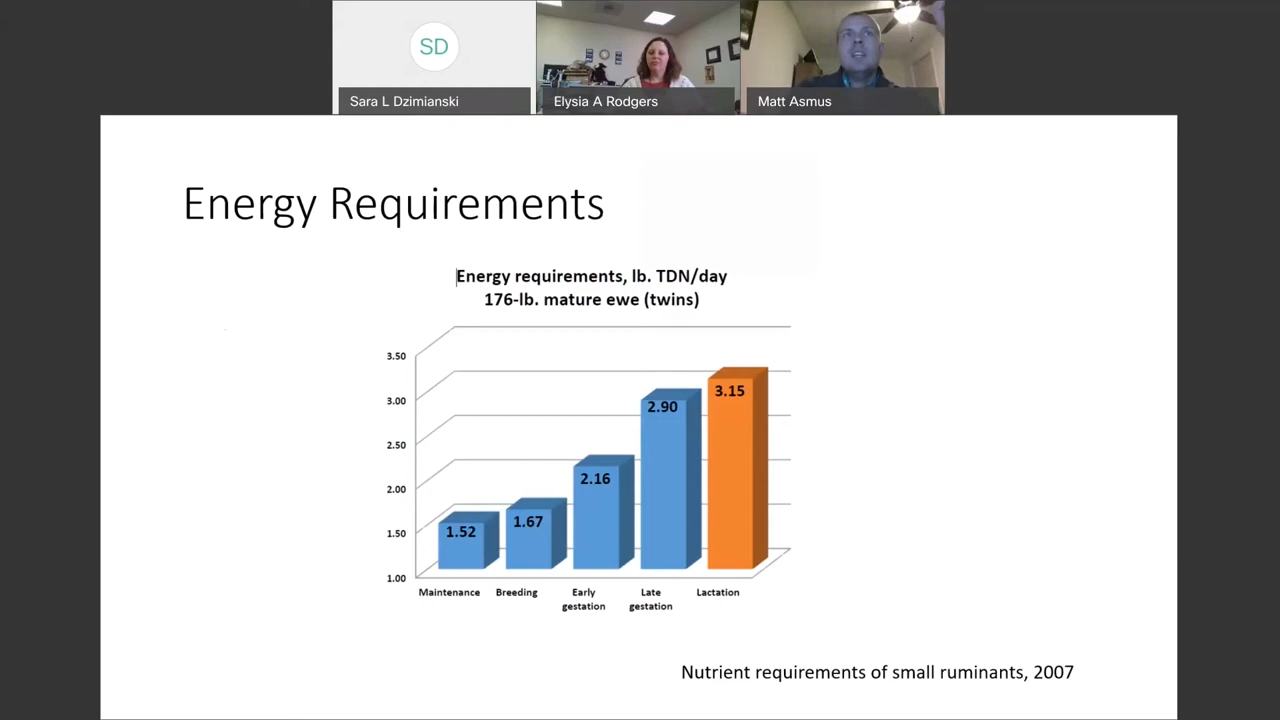 SD
Sara L Dzimianski
Elysia A Rodgers
Matt Asmus
Energy Requirements
Energy requirements, lb. TDN/day
176-lb. mature ewe (twins)
3.50
3.00
2.50
2.00
1.50
1.00
1.52
1.67
2.16
2.90
3.15
Maintenance
Breeding
Early
gestation
Late
gestation
Lactation
Nutrient requirements of small ruminants, 2007